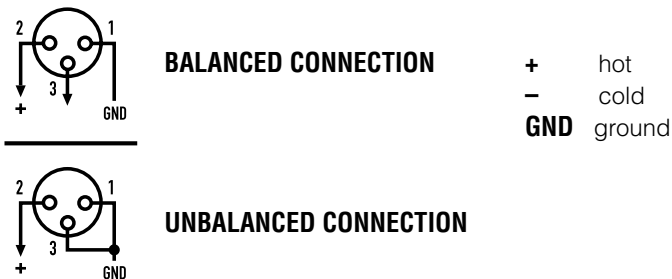 2 1
BALANCED CONNECTION
3
+ GND
+ hot
– cold
GND ground
2 1
UNBALANCED CONNECTION
3
+ GND